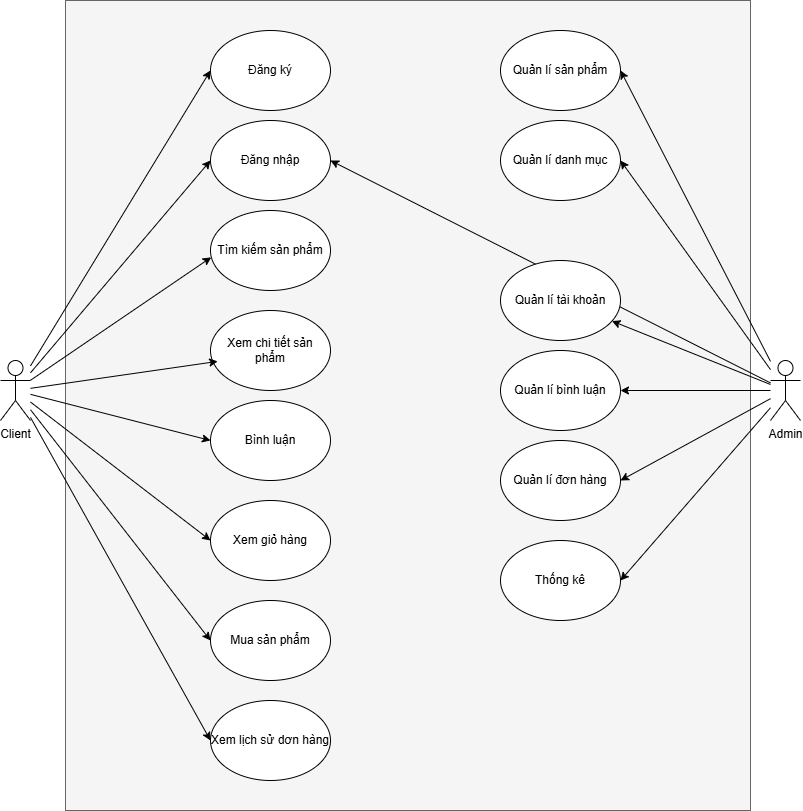 Đăng ký
Đăng nhập
Tìm kiếm sản phẩm
Xem chi tiết sản
phẩm
Bình luận
Xem giỏ hàng
Mua sản phẩm
Xem lịch sử dơn hàng
Client
Quản lí sản phẩm
Quản lí danh mục
Quản lí tài khoản
Quản lí bình luận
Quản lí đơn hàng
Thống kê
Admin